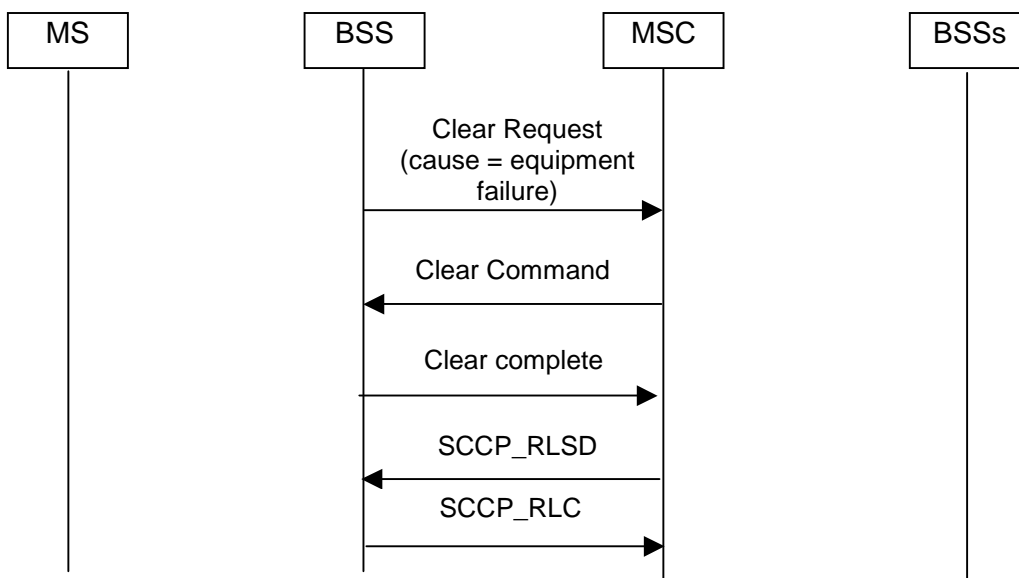 MS
BSS
MSC
BSSs
Clear Request
(cause = equipment
failure)
Clear Command
Clear complete
SCCP_RLSD
SCCP_RLC